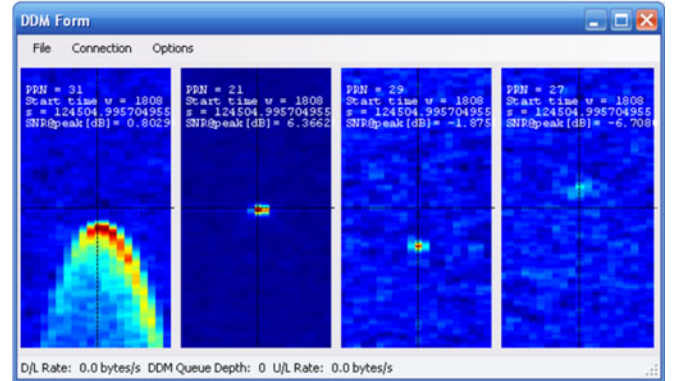 DDM Form
File Connection Options
PRN = 31
Start time w = 1808
s = 124504.995704955
SNR@peak[dB]= 0.8029
PRN = 21
Start time w = 1808
s = 124504.995704955
SNR@peak[dB]= 6.3662
PRN = 29
Start time w = 1808
s = 124504.995704955
SNR@peak[dB]= -1.875
PRN = 27
Start time w = 1808
s = 124504.995704955
SNR@peak[dB]= -6.708
D/L Rate: 0.0 bytes/s DDM Queue Depth: 0 U/L Rate: 0.0 bytes/s